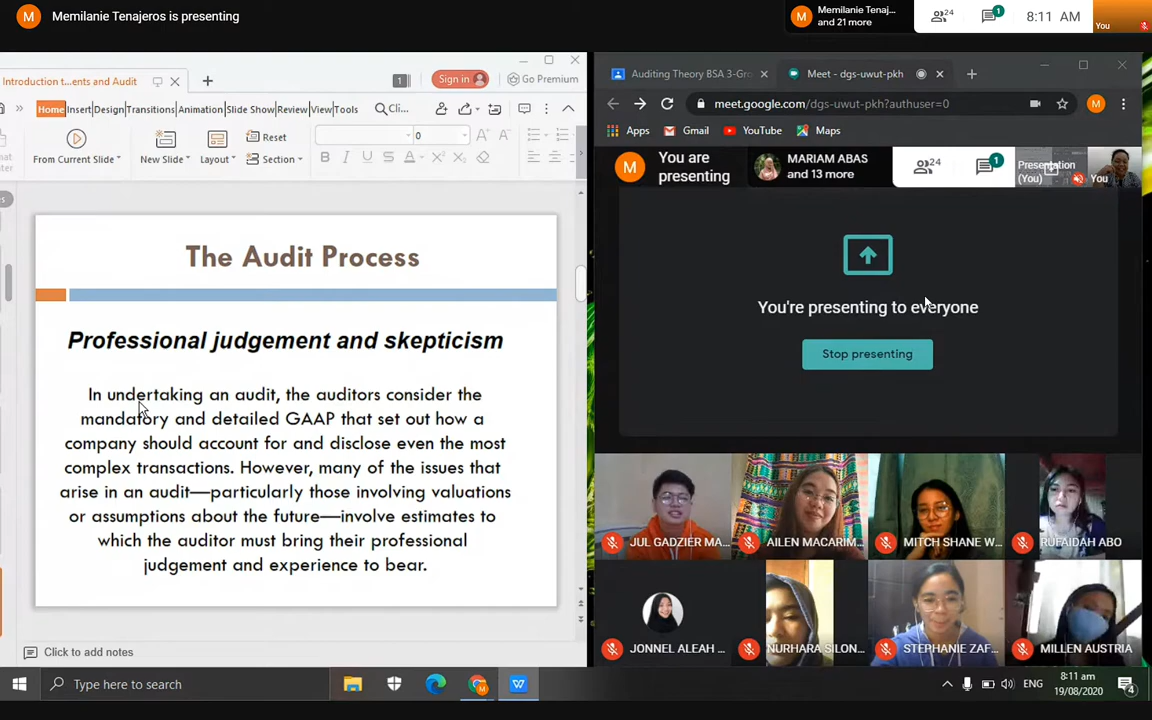 Memilanie Tenajeros is presenting
Memilanie Tenaj...
and 21 more
24
1
8:11 AM
You
Introduction t...ents and Audit
1
Sign in
Go Premium
Home Insert Design Transitions Animation Slide Show Review View Tools
Cli...
From Current Slide
New Slide
Layout
Reset
Section
0
B I U S A X² X₂
The Audit Process
Professional judgement and skepticism
In undertaking an audit, the auditors consider the
mandatory and detailed GAAP that set out how a
company should account for and disclose even the most
complex transactions. However, many of the issues that
arise in an audit—particularly those involving valuations
or assumptions about the future—involve estimates to
which the auditor must bring their professional
judgement and experience to bear.
Click to add notes
Auditing Theory BSA 3-Gro
Meet - dgs-uwut-pkh
meet.google.com/dgs-uwut-pkh?authuser=0
Apps
Gmail
YouTube
Maps
You are
presenting
MARIAM ABAS
and 13 more
24
1
Presentation
(You)
You
You're presenting to everyone
Stop presenting
JUL GADZIER MA...
AILEN MACARIM...
MITCH SHANE W...
RUFAIDAH ABO
JONNEL ALEAH ...
NURHARA SILON...
STEPHANIE ZAF...
MILLEN AUSTRIA
Type here to search
ENG
8:11 am
19/08/2020
4